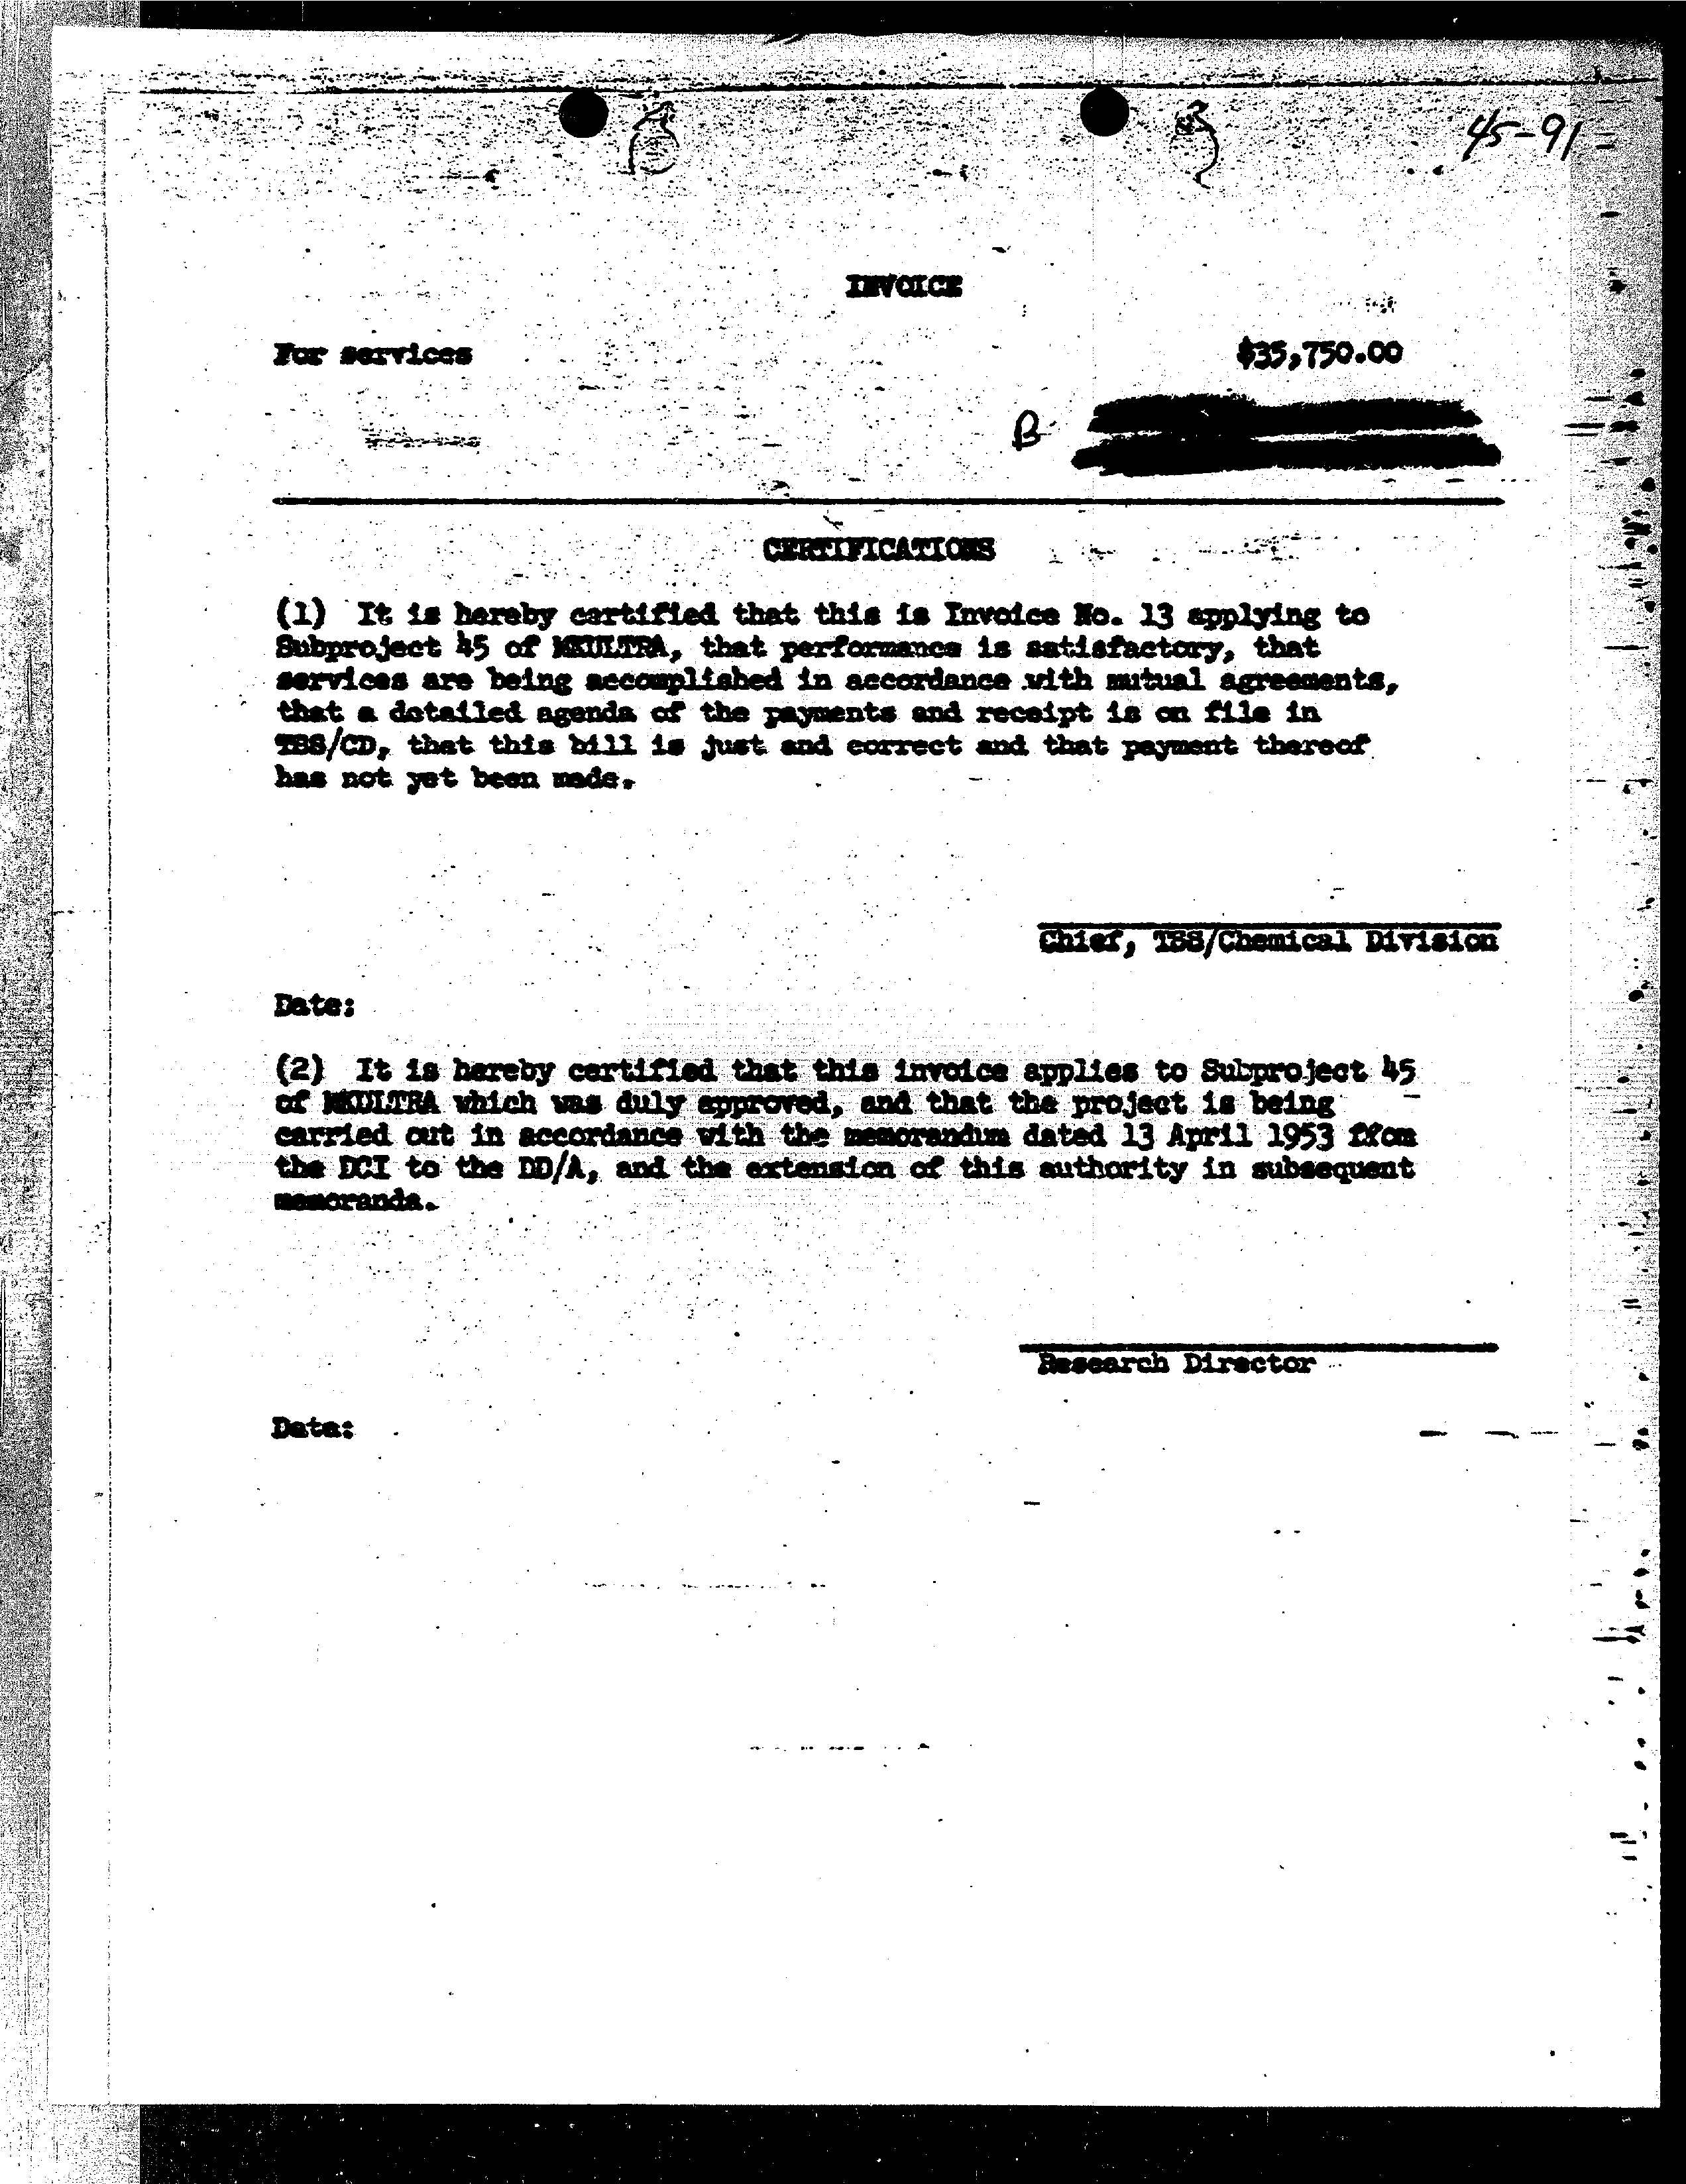 45-91
INVOICE
For services $35,750.00
B
CERTIFICATIONS
(1) It is hereby certified that this is Invoice No. 13 applying to
Subproject 45 of MKULTRA, that performance is satisfactory, that
services are being accomplished in accordance with mutual agreements,
that a detailed agenda of the payments and receipt is on file in
TSS/CD, that this bill is just and correct and that payment thereof
has not yet been made.
Chief, TSS/Chemical Division
Date:
(2) It is hereby certified that this invoice applies to Subproject 45
of MKULTRA which was duly approved, and that the project is being
carried out in accordance with the memorandum dated 13 April 1953 from
the DCI to the DD/A, and the extension of this authority in subsequent
memoranda.
Research Director
Date: